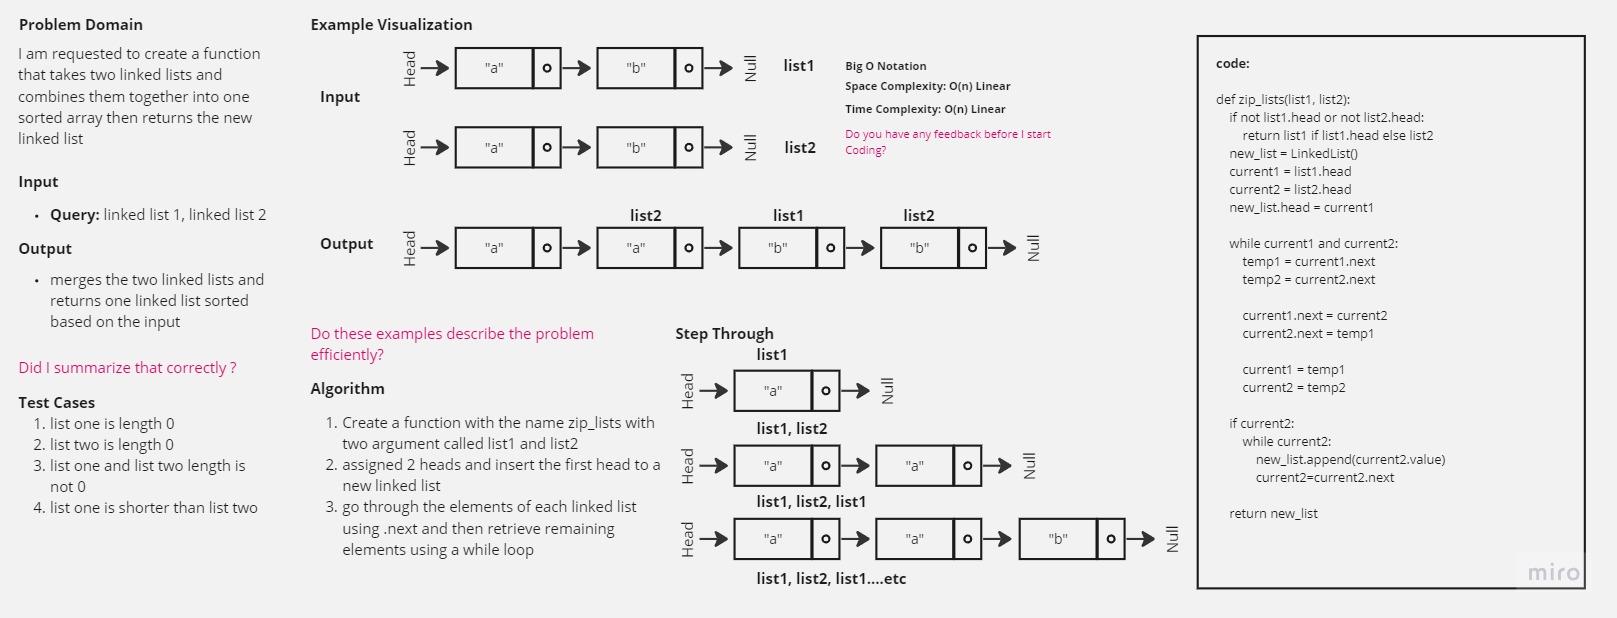 Problem Domain
I am requested to create a function
that takes two linked lists and
combines them together into one
sorted array then returns the new
linked list
Input
• Query: linked list 1, linked list 2
Output
• merges the two linked lists and
returns one linked list sorted
based on the input
Did I summarize that correctly ?
Test Cases
1. list one is length 0
2. list two is length 0
3. list one and list two length is
not 0
4. list one is shorter than list two
Example Visualization
Input
Head "a" "b" Null list1
Head "a" "b" Null list2
Big O Notation
Space Complexity: O(n) Linear
Time Complexity: O(n) Linear
Do you have any feedback before I start
Coding?
list2 list1 list2
Output Head "a" "a" "b" "b" Null
Do these examples describe the problem
efficiently?
Algorithm
1. Create a function with the name zip_lists with
two argument called list1 and list2
2. assigned 2 heads and insert the first head to a
new linked list
3. go through the elements of each linked list
using .next and then retrieve remaining
elements using a while loop
Step Through
list1
Head "a" Null
list1, list2
Head "a" "a" Null
list1, list2, list1
Head "a" "a" "b" Null
list1, list2, list1....etc
code:
def zip_lists(list1, list2):
if not list1.head or not list2.head:
return list1 if list1.head else list2
new_list = LinkedList()
current1 = list1.head
current2 = list2.head
new_list.head = current1
while current1 and current2:
temp1 = current1.next
temp2 = current2.next
current1.next = current2
current2.next = temp1
current1 = temp1
current2 = temp2
if current2:
while current2:
new_list.append(current2.value)
current2=current2.next
return new_list
miro